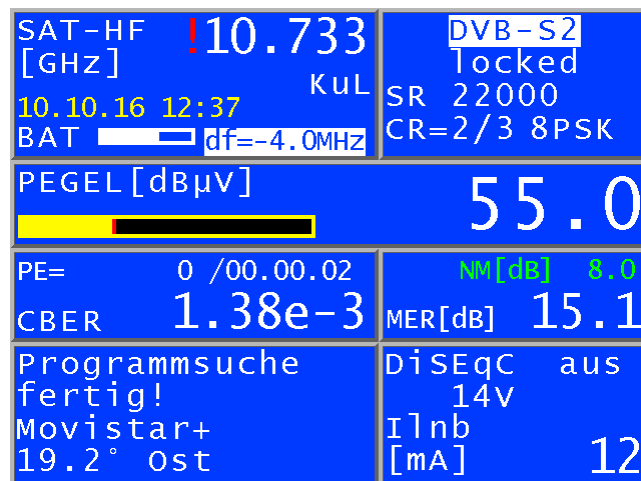 SAT-HF !10.733
[GHz]
KuL
10.10.16 12:37
BAT df=-4.0MHz
DVB-S2
locked
SR 22000
CR=2/3 8PSK
PEGEL[dBµV]
55.0
PE= 0 /00.00.02
CBER 1.38e-3
NM[dB] 8.0
MER[dB] 15.1
Programmsuche
fertig!
Movistar+
19.2° Ost
DiSEqC aus
14V
Ilnb
[mA] 12